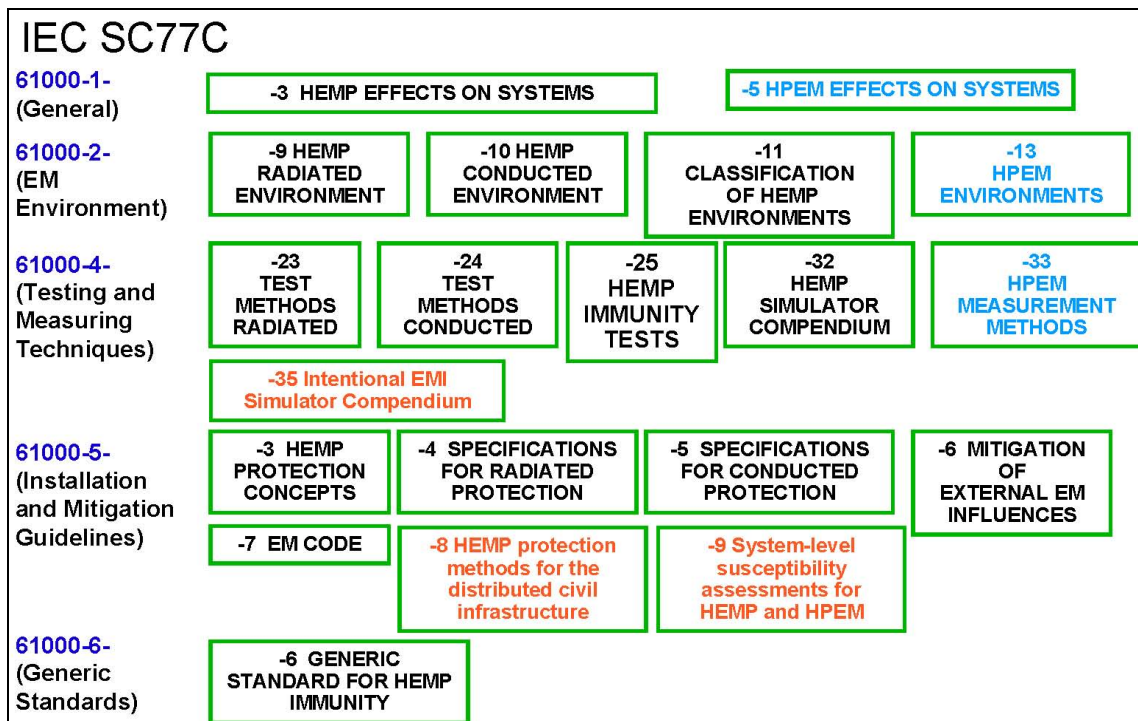 IEC SC77C
61000-1-
(General)
-3 HEMP EFFECTS ON SYSTEMS
-5 HPEM EFFECTS ON SYSTEMS
61000-2-
(EM
Environment)
-9 HEMP
RADIATED
ENVIRONMENT
-10 HEMP
CONDUCTED
ENVIRONMENT
-11
CLASSIFICATION
OF HEMP
ENVIRONMENTS
-13
HPEM
ENVIRONMENTS
61000-4-
(Testing and
Measuring
Techniques)
-23
TEST
METHODS
RADIATED
-24
TEST
METHODS
CONDUCTED
-25
HEMP
IMMUNITY
TESTS
-32
HEMP
SIMULATOR
COMPENDIUM
-33
HPEM
MEASUREMENT
METHODS
-35 Intentional EMI
Simulator Compendium
61000-5-
(Installation
and Mitigation
Guidelines)
-3 HEMP
PROTECTION
CONCEPTS
-4 SPECIFICATIONS
FOR RADIATED
PROTECTION
-5 SPECIFICATIONS
FOR CONDUCTED
PROTECTION
-6 MITIGATION
OF
EXTERNAL EM
INFLUENCES
-7 EM CODE
-8 HEMP protection
methods for the
distributed civil
infrastructure
-9 System-level
susceptibility
assessments for
HEMP and HPEM
61000-6-
(Generic
Standards)
-6 GENERIC
STANDARD FOR HEMP
IMMUNITY